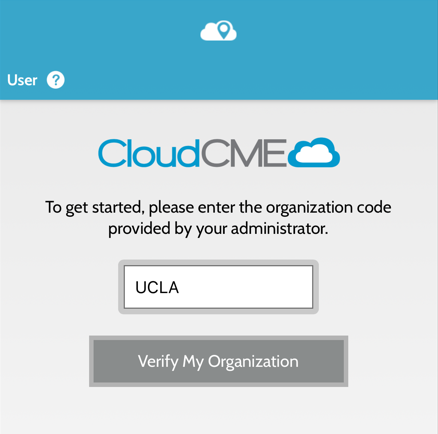 User ?
CloudCME
To get started, please enter the organization code
provided by your administrator.
UCLA
Verify My Organization